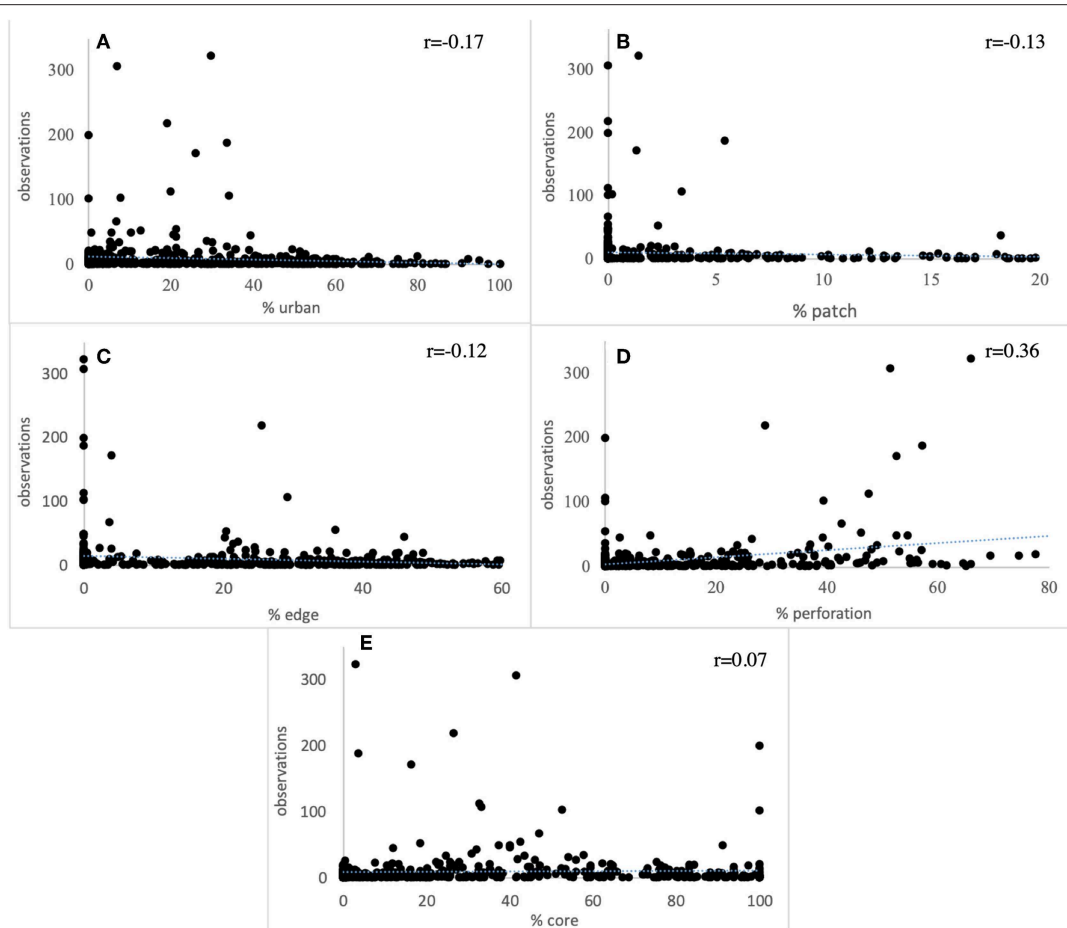 A
r=-0.17
observations
300
200
100
0
0 20 40 60 80 100
% urban
B
r=-0.13
observations
300
200
100
0
0 5 10 15 20
% patch
C
r=-0.12
observations
300
200
100
0
0 20 40 60
% edge
D
r=0.36
observations
300
200
100
0
0 20 40 60 80
% perforation
E
r=0.07
observations
300
200
100
0
0 20 40 60 80 100
% core